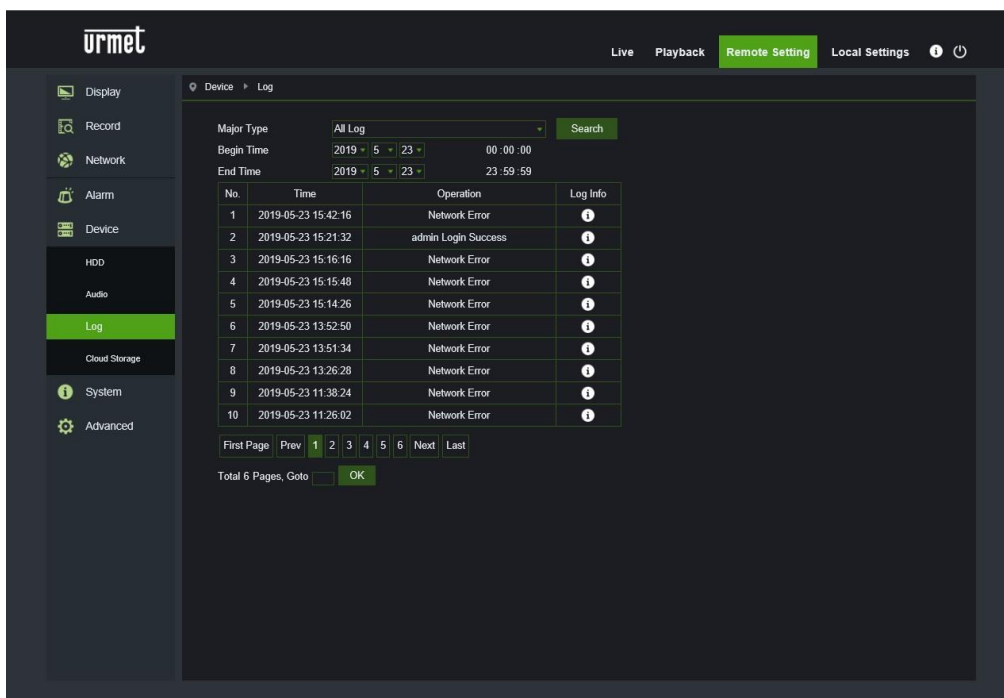 urmet
Live Playback Remote Setting Local Settings
Display
Record
Network
Alarm
Device
HDD
Audio
Log
Cloud Storage
System
Advanced
Device Log
Major Type All Log Search
Begin Time 2019 5 23 00:00:00
End Time 2019 5 23 23:59:59
No. Time Operation Log Info
1 2019-05-23 15:42:16 Network Error
2 2019-05-23 15:21:32 admin Login Success
3 2019-05-23 15:16:16 Network Error
4 2019-05-23 15:15:48 Network Error
5 2019-05-23 15:14:26 Network Error
6 2019-05-23 13:52:50 Network Error
7 2019-05-23 13:51:34 Network Error
8 2019-05-23 13:26:28 Network Error
9 2019-05-23 11:38:24 Network Error
10 2019-05-23 11:26:02 Network Error
First Page Prev 1 2 3 4 5 6 Next Last
Total 6 Pages, Goto OK